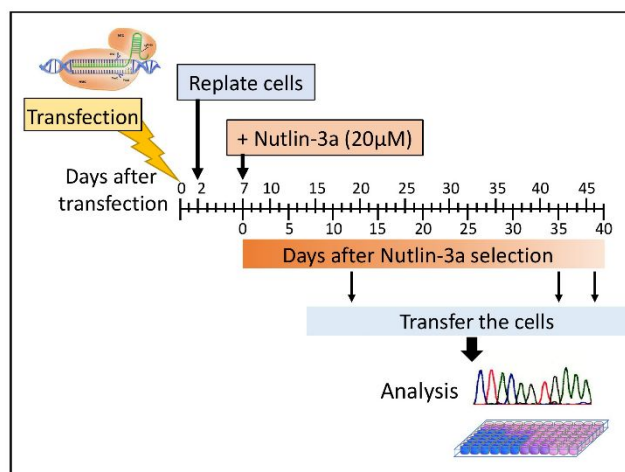 Replate cells
Transfection
+ Nutlin-3a (20µM)
Days after
transfection
0 2 7 10 15 20 25 30 35 40 45
0 5 10 15 20 25 30 35 40
Days after Nutlin-3a selection
Transfer the cells
Analysis